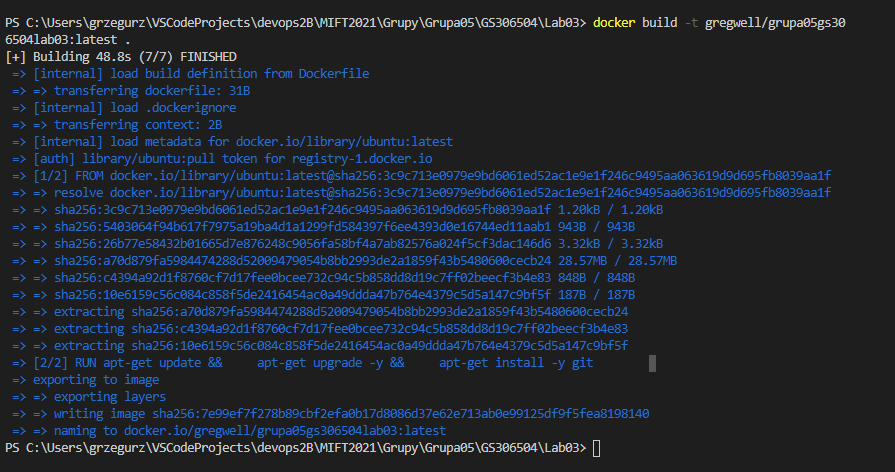 PS C:\Users\grzegurz\VSCodeProjects\devops2B\MIFT2021\Grupy\Grupa05\GS306504\Lab03> docker build -t gregwell/grupa05gs30
6504lab03:latest .
[+] Building 48.8s (7/7) FINISHED
=> [internal] load build definition from Dockerfile
=> => transferring dockerfile: 31B
=> [internal] load .dockerignore
=> => transferring context: 2B
=> [internal] load metadata for docker.io/library/ubuntu:latest
=> [auth] library/ubuntu:pull token for registry-1.docker.io
=> [1/2] FROM docker.io/library/ubuntu:latest@sha256:3c9c713e0979e9bd6061ed52ac1e9e1f246c9495aa063619d9d695fb8039aa1f
=> => resolve docker.io/library/ubuntu:latest@sha256:3c9c713e0979e9bd6061ed52ac1e9e1f246c9495aa063619d9d695fb8039aa1f
=> => sha256:3c9c713e0979e9bd6061ed52ac1e9e1f246c9495aa063619d9d695fb8039aa1f 1.20kB / 1.20kB
=> => sha256:5403064f94b617f7975a19ba4d1a1299fd584397f6ee4393d0e16744ed11aab1 943B / 943B
=> => sha256:26b77e58432b01665d7e876248c9056fa58bf4a7ab82576a024f5cf3dac146d6 3.32kB / 3.32kB
=> => sha256:a70d879fa5984474288d52009479054b8bb2993de2a1859f43b5480600cecb24 28.57MB / 28.57MB
=> => sha256:c4394a92d1f8760cf7d17fee0bcee732c94c5b858dd8d19c7ff02beecf3b4e83 848B / 848B
=> => sha256:10e6159c56c084c858f5de2416454ac0a49ddda47b764e4379c5d5a147c9bf5f 187B / 187B
=> => extracting sha256:a70d879fa5984474288d52009479054b8bb2993de2a1859f43b5480600cecb24
=> => extracting sha256:c4394a92d1f8760cf7d17fee0bcee732c94c5b858dd8d19c7ff02beecf3b4e83
=> => extracting sha256:10e6159c56c084c858f5de2416454ac0a49ddda47b764e4379c5d5a147c9bf5f
=> [2/2] RUN apt-get update &&     apt-get upgrade -y &&     apt-get install -y git
=> exporting to image
=> => exporting layers
=> => writing image sha256:7e99ef7f278b89cbf2efa0b17d8086d37e62e713ab0e99125df9f5fea8198140
=> => naming to docker.io/gregwell/grupa05gs306504lab03:latest
PS C:\Users\grzegurz\VSCodeProjects\devops2B\MIFT2021\Grupy\Grupa05\GS306504\Lab03>